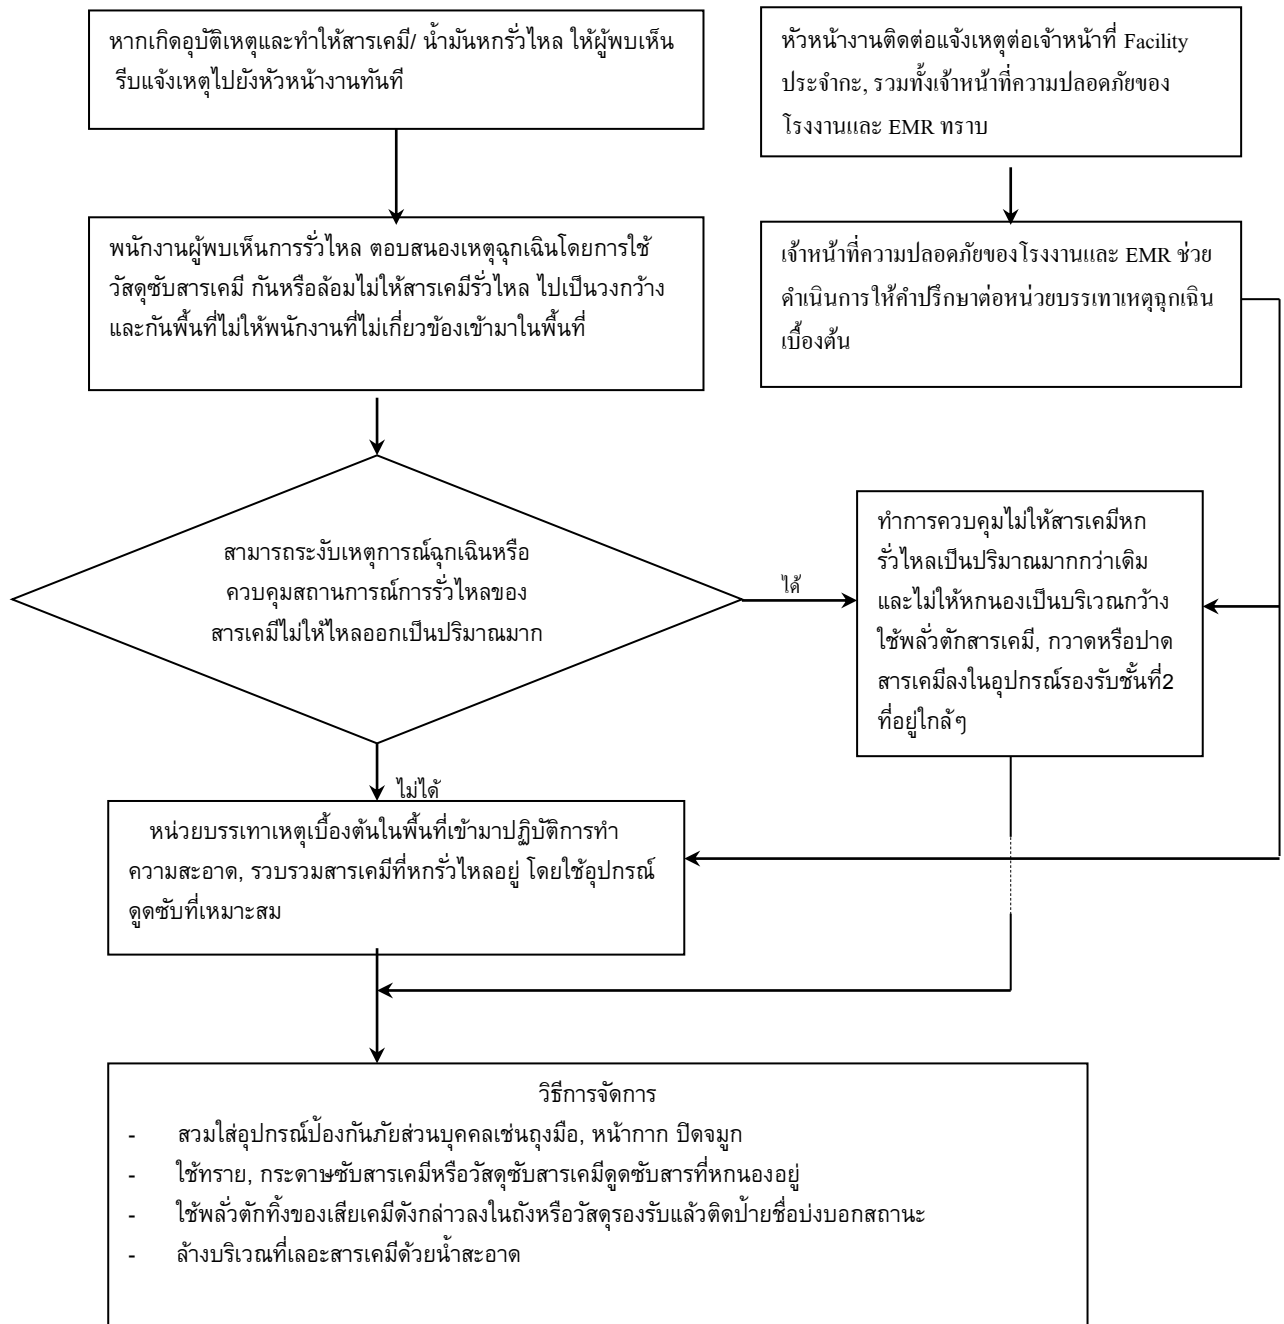 หากเกิดอุบัติเหตุและทำให้สารเคมี/ น้ำมันหกรั่วไหล ให้ผู้พบเห็น
รีบแจ้งเหตุไปยังหัวหน้างานทันที
หัวหน้างานติดต่อแจ้งเหตุต่อเจ้าหน้าที่ Facility
ประจำกะ, รวมทั้งเจ้าหน้าที่ความปลอดภัยของ
โรงงานและ EMR ทราบ
พนักงานผู้พบเห็นการรั่วไหล ตอบสนองเหตุฉุกเฉินโดยการใช้
วัสดุซับสารเคมี กันหรือล้อมไม่ให้สารเคมีรั่วไหล ไปเป็นวงกว้าง
และกันพื้นที่ไม่ให้พนักงานที่ไม่เกี่ยวข้องเข้ามาในพื้นที่
เจ้าหน้าที่ความปลอดภัยของโรงงานและ EMR ช่วย
ดำเนินการให้คำปรึกษาต่อหน่วยบรรเทาเหตุฉุกเฉิน
เบื้องต้น
สามารถระงับเหตุการณ์ฉุกเฉินหรือ
ควบคุมสถานการณ์การรั่วไหลของ
สารเคมีไม่ให้ไหลออกเป็นปริมาณมาก
ได้
ทำการควบคุมไม่ให้สารเคมีหก
รั่วไหลเป็นปริมาณมากกว่าเดิม
และไม่ให้หกนองเป็นบริเวณกว้าง
ใช้พลั่วตักสารเคมี, กวาดหรือปาด
สารเคมีลงในอุปกรณ์รองรับชั้นที่2
ที่อยู่ใกล้ๆ
ไม่ได้
หน่วยบรรเทาเหตุเบื้องต้นในพื้นที่เข้ามาปฏิบัติการทำ
ความสะอาด, รวบรวมสารเคมีที่หกรั่วไหลอยู่ โดยใช้อุปกรณ์
ดูดซับที่เหมาะสม
วิธีการจัดการ
- สวมใส่อุปกรณ์ป้องกันภัยส่วนบุคคลเช่นถุงมือ, หน้ากาก ปิดจมูก
- ใช้ทราย, กระดาษซับสารเคมีหรือวัสดุซับสารเคมีดูดซับสารที่หกนองอยู่
- ใช้พลั่วตักทิ้งของเสียเคมีดังกล่าวลงในถังหรือวัสดุรองรับแล้วติดป้ายชื่อบ่งบอกสถานะ
- ล้างบริเวณที่เลอะสารเคมีด้วยน้ำสะอาด